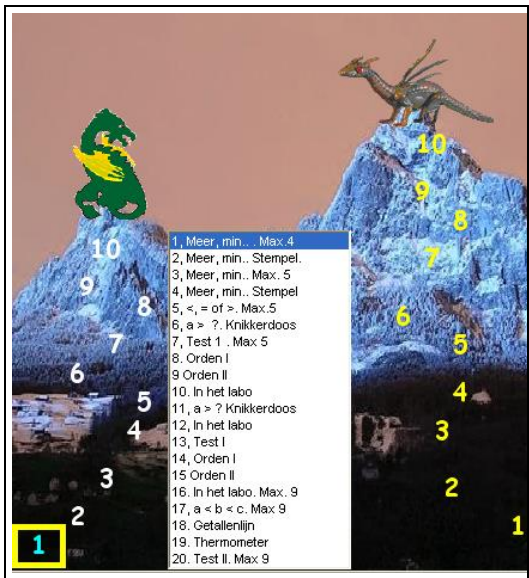 10
9
8
7
6
5
4
3
2
1
1, Meer, min.. . Max.4
2, Meer, min.. Stempel.
3, Meer, min.. Max. 5
4, Meer, min.. Stempel
5, <, = of >. Max.5
6, a > ?. Knikkerdoos
7, Test 1 . Max 5
8. Orden I
9 Orden II
10. In het labo
11, a > ? Knikkerdoos
12, In het labo
13, Test I
14, Orden I
15 Orden II
16. In het labo. Max. 9
17, a < b < c. Max 9
18. Getallenlijn
19. Thermometer
20. Test II. Max 9
10
9
8
7
6
5
4
3
2
1